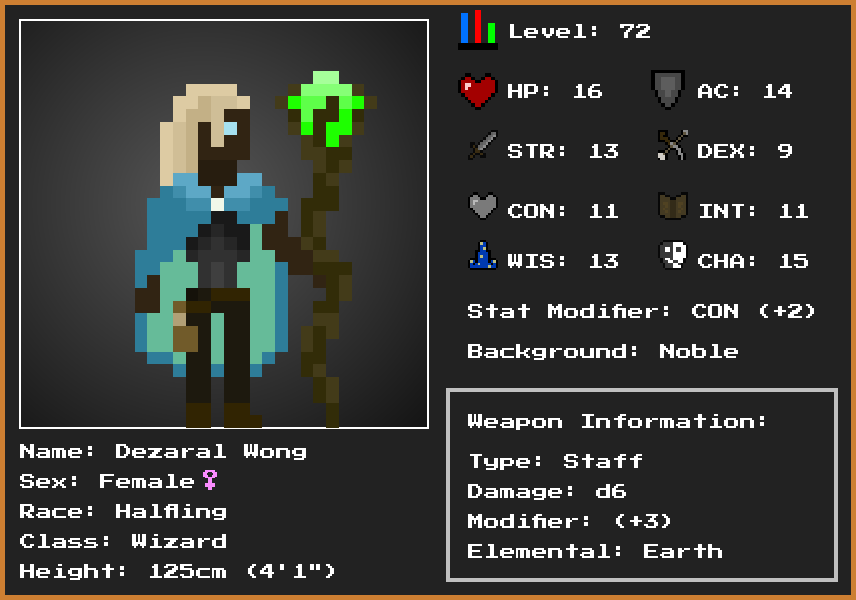 Level: 72
HP: 16
AC: 14
STR: 13
DEX: 9
CON: 11
INT: 11
WIS: 13
CHA: 15
Stat Modifier: CON (+2)
Background: Noble
Weapon Information:
Type: Staff
Damage: d6
Modifier: (+3)
Elemental: Earth
Name: Dezaral Wong
Sex: Female♀
Race: Halfling
Class: Wizard
Height: 125cm (4'1")